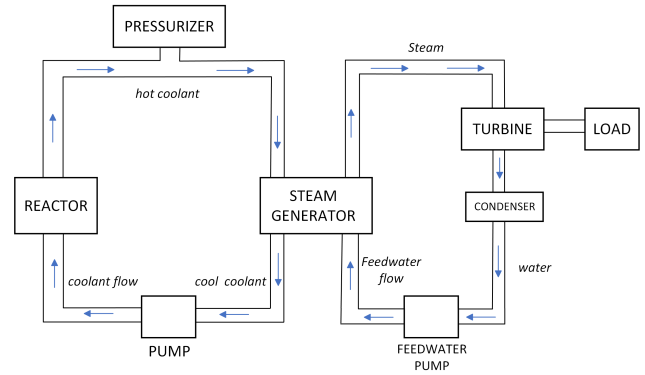 PRESSURIZER
Steam
hot coolant
TURBINE
LOAD
REACTOR
STEAM
GENERATOR
CONDENSER
coolant flow
cool coolant
Feedwater
flow
water
PUMP
FEEDWATER
PUMP